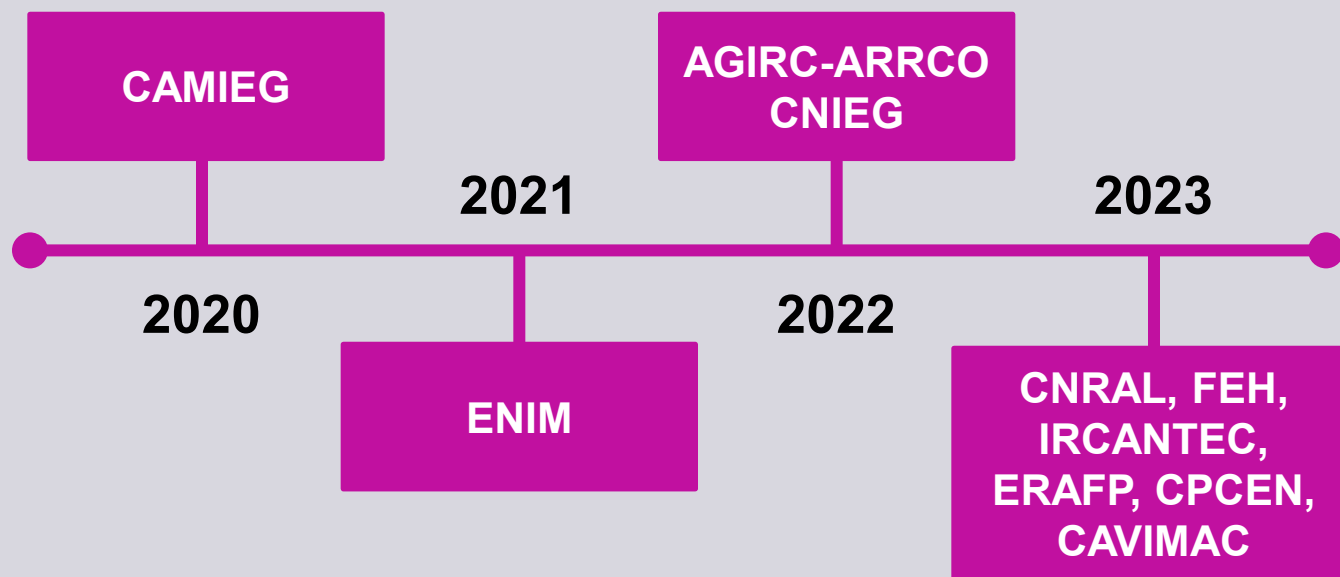 CAMIEG
2020
2021
ENIM
AGIRC-ARRCO
CNIEG
2022
2023
CNRAL, FEH,
IRCANTEC,
ERAFP, CPCEN,
CAVIMAC